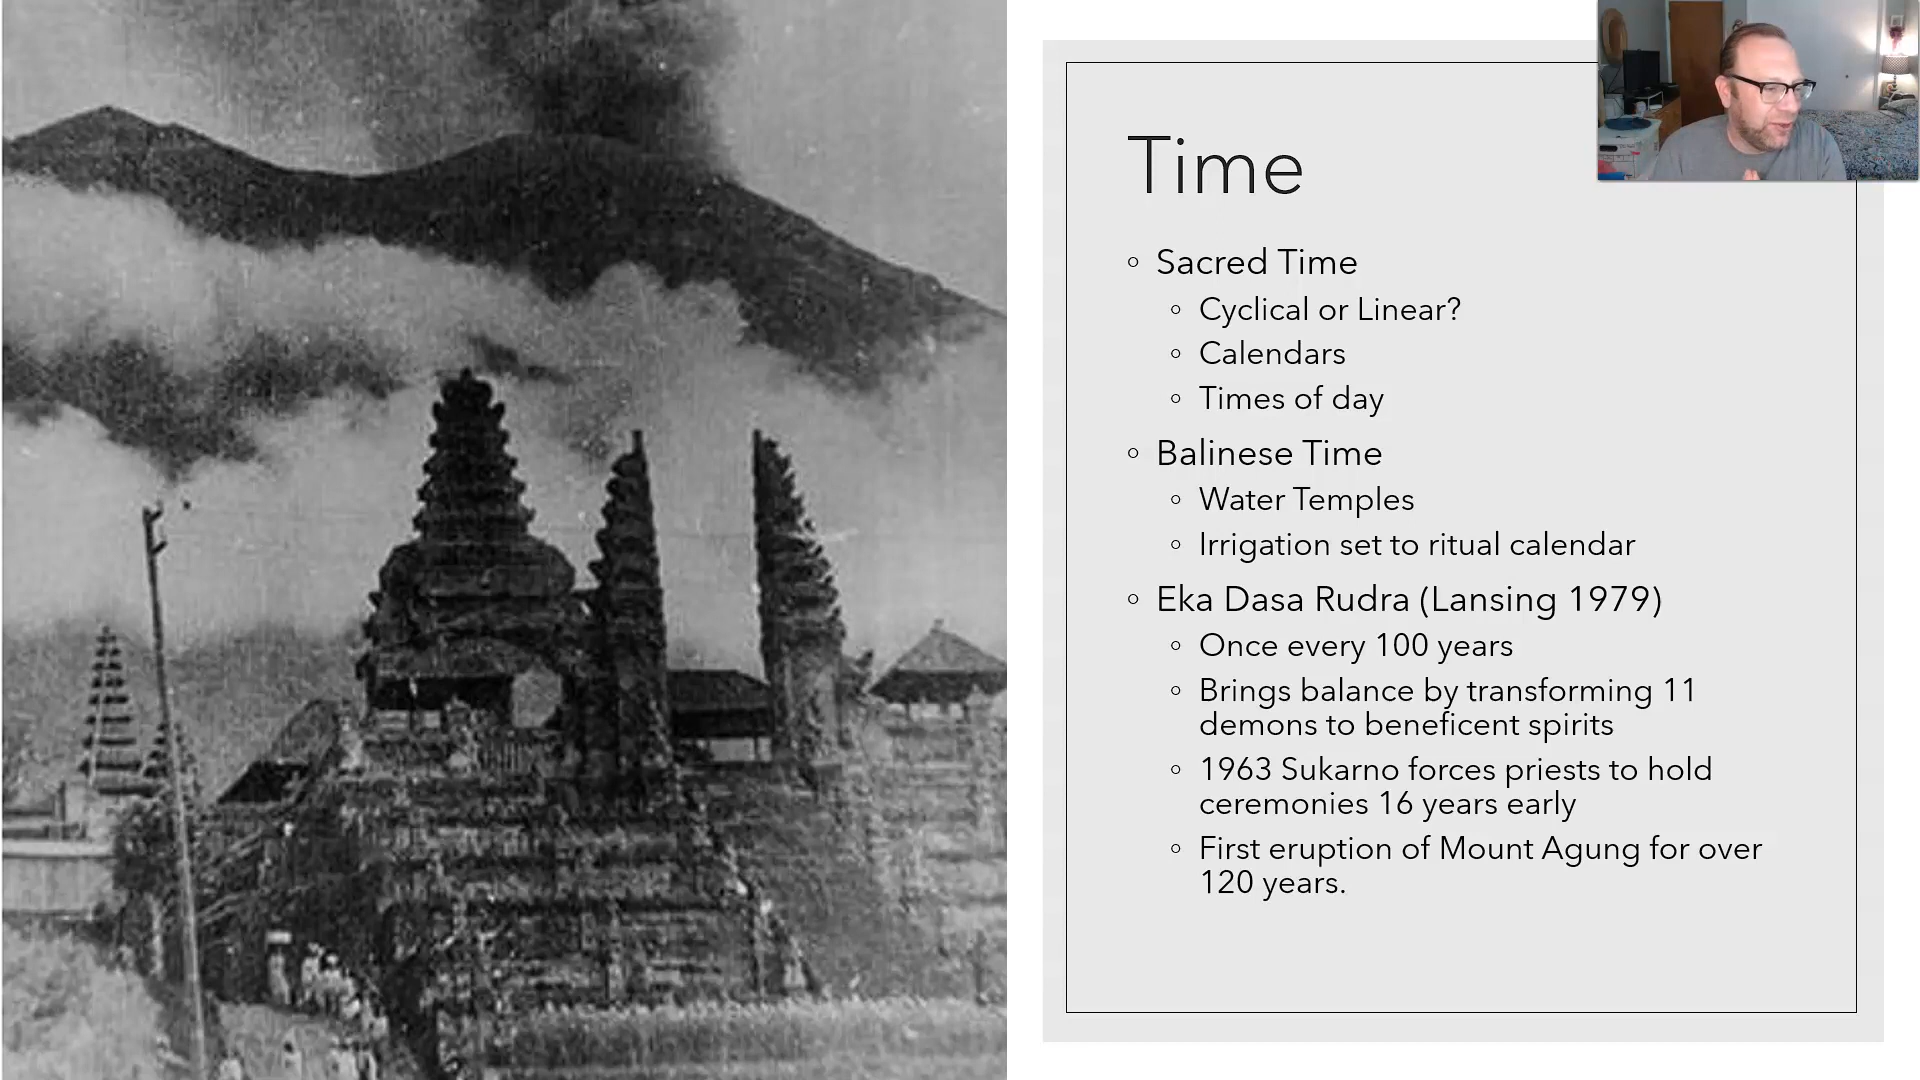 Time
Sacred Time
Cyclical or Linear?
Calendars
Times of day
Balinese Time
Water Temples
Irrigation set to ritual calendar
Eka Dasa Rudra (Lansing 1979)
Once every 100 years
Brings balance by transforming 11
demons to beneficent spirits
1963 Sukarno forces priests to hold
ceremonies 16 years early
First eruption of Mount Agung for over
120 years.